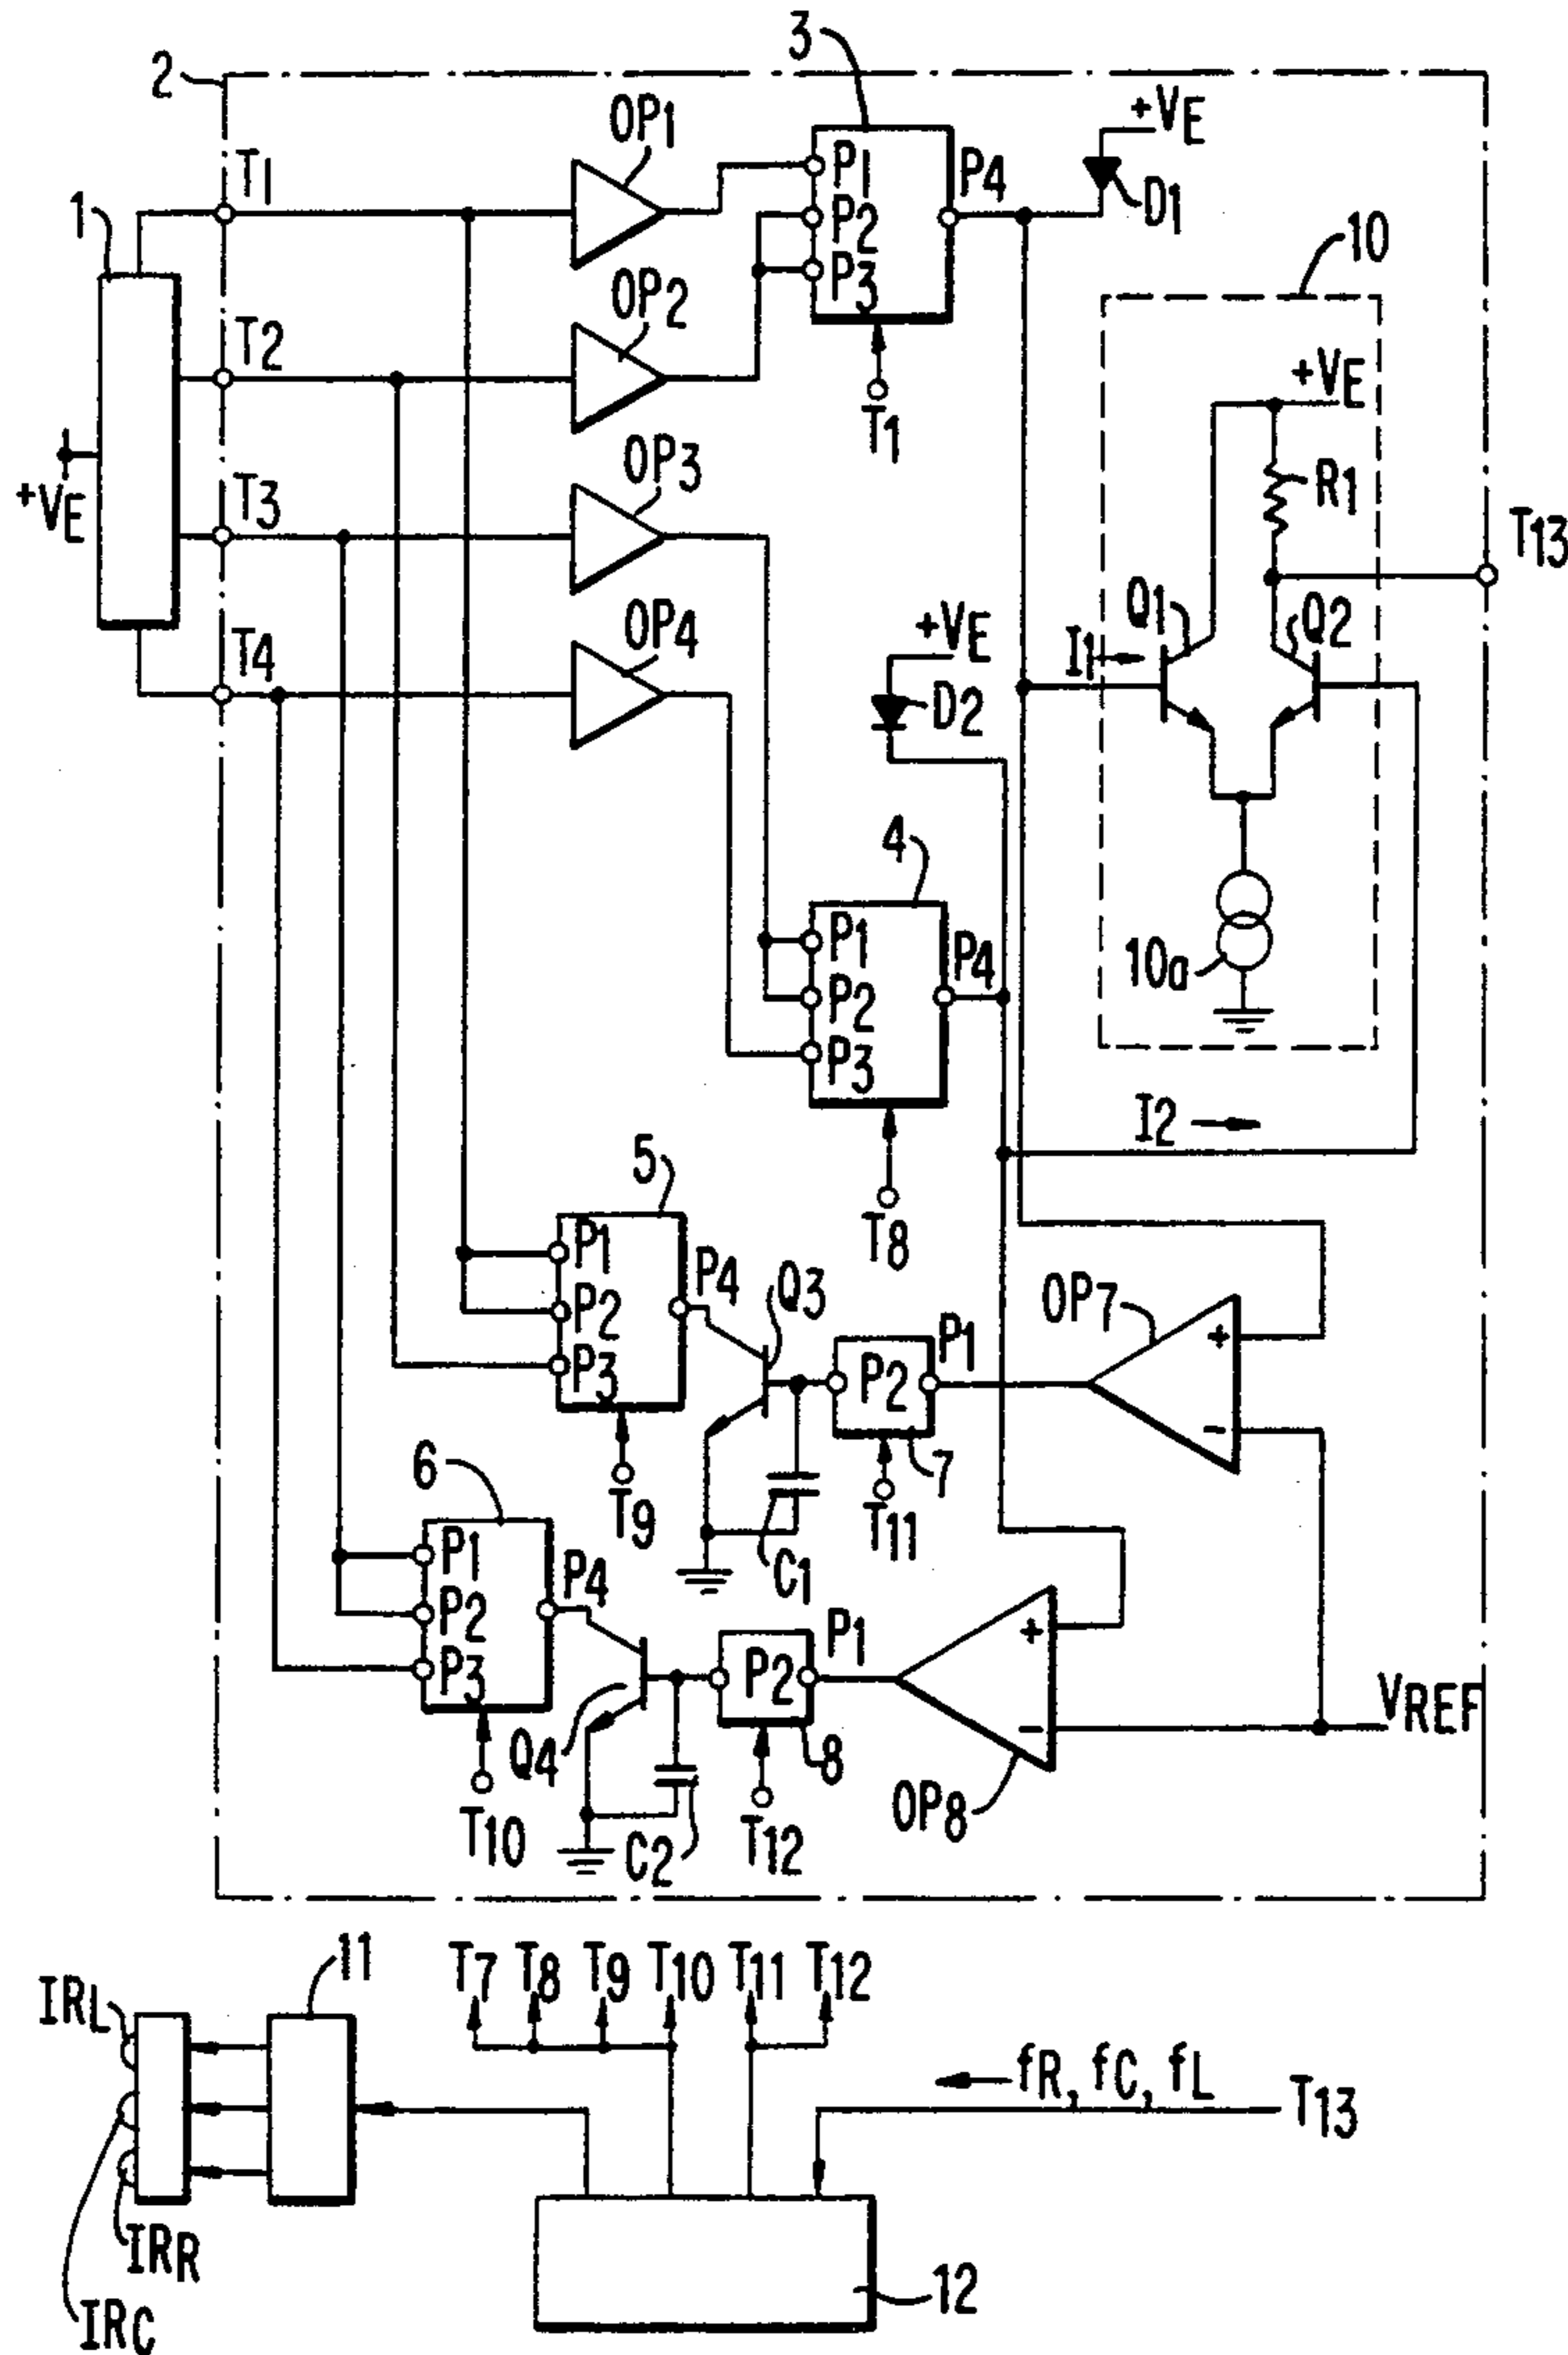 3
2
OP1
+VE
T1
P1
P4
D1
1
P2
10
P3
OP2
T2
+VE
T1
OP3
R1
+VE
T3
T13
OP4
Q1
Q2
T4
+VE
I1
D2
4
P1
P4
10a
P2
P3
I2
5
T8
P1
P4
Q3
OP7
P2
P1
+
P3
P2
-
6
7
T9
T11
P1
P4
C1
P2
P1
+
P3
P2
VREF
-
Q4
8
OP8
T10
C2
T12
11
T7 T8 T9 T10 T11 T12
IRL
fR, fC, fL
T13
IRR
12
IRC